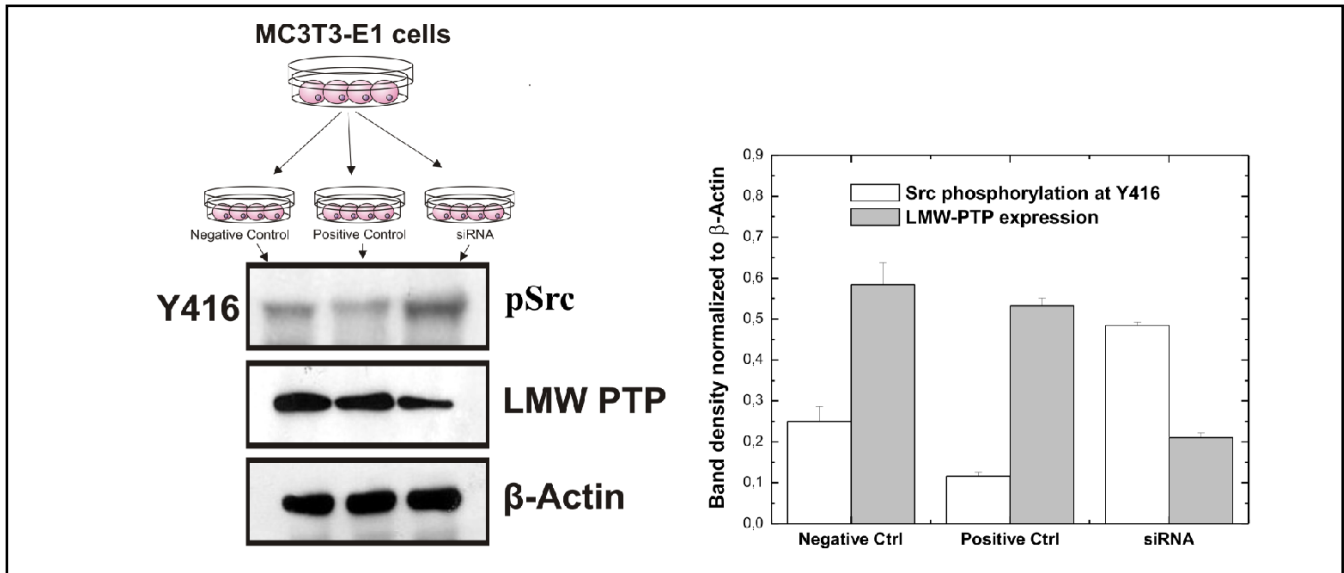 MC3T3-E1 cells
Negative Control
Positive Control
siRNA
Y416
pSrc
LMW PTP
β-Actin
Band density normalized to β-Actin
0,9
0,8
0,7
0,6
0,5
0,4
0,3
0,2
0,1
0,0
Src phosphorylation at Y416
LMW-PTP expression
Negative Ctrl
Positive Ctrl
siRNA